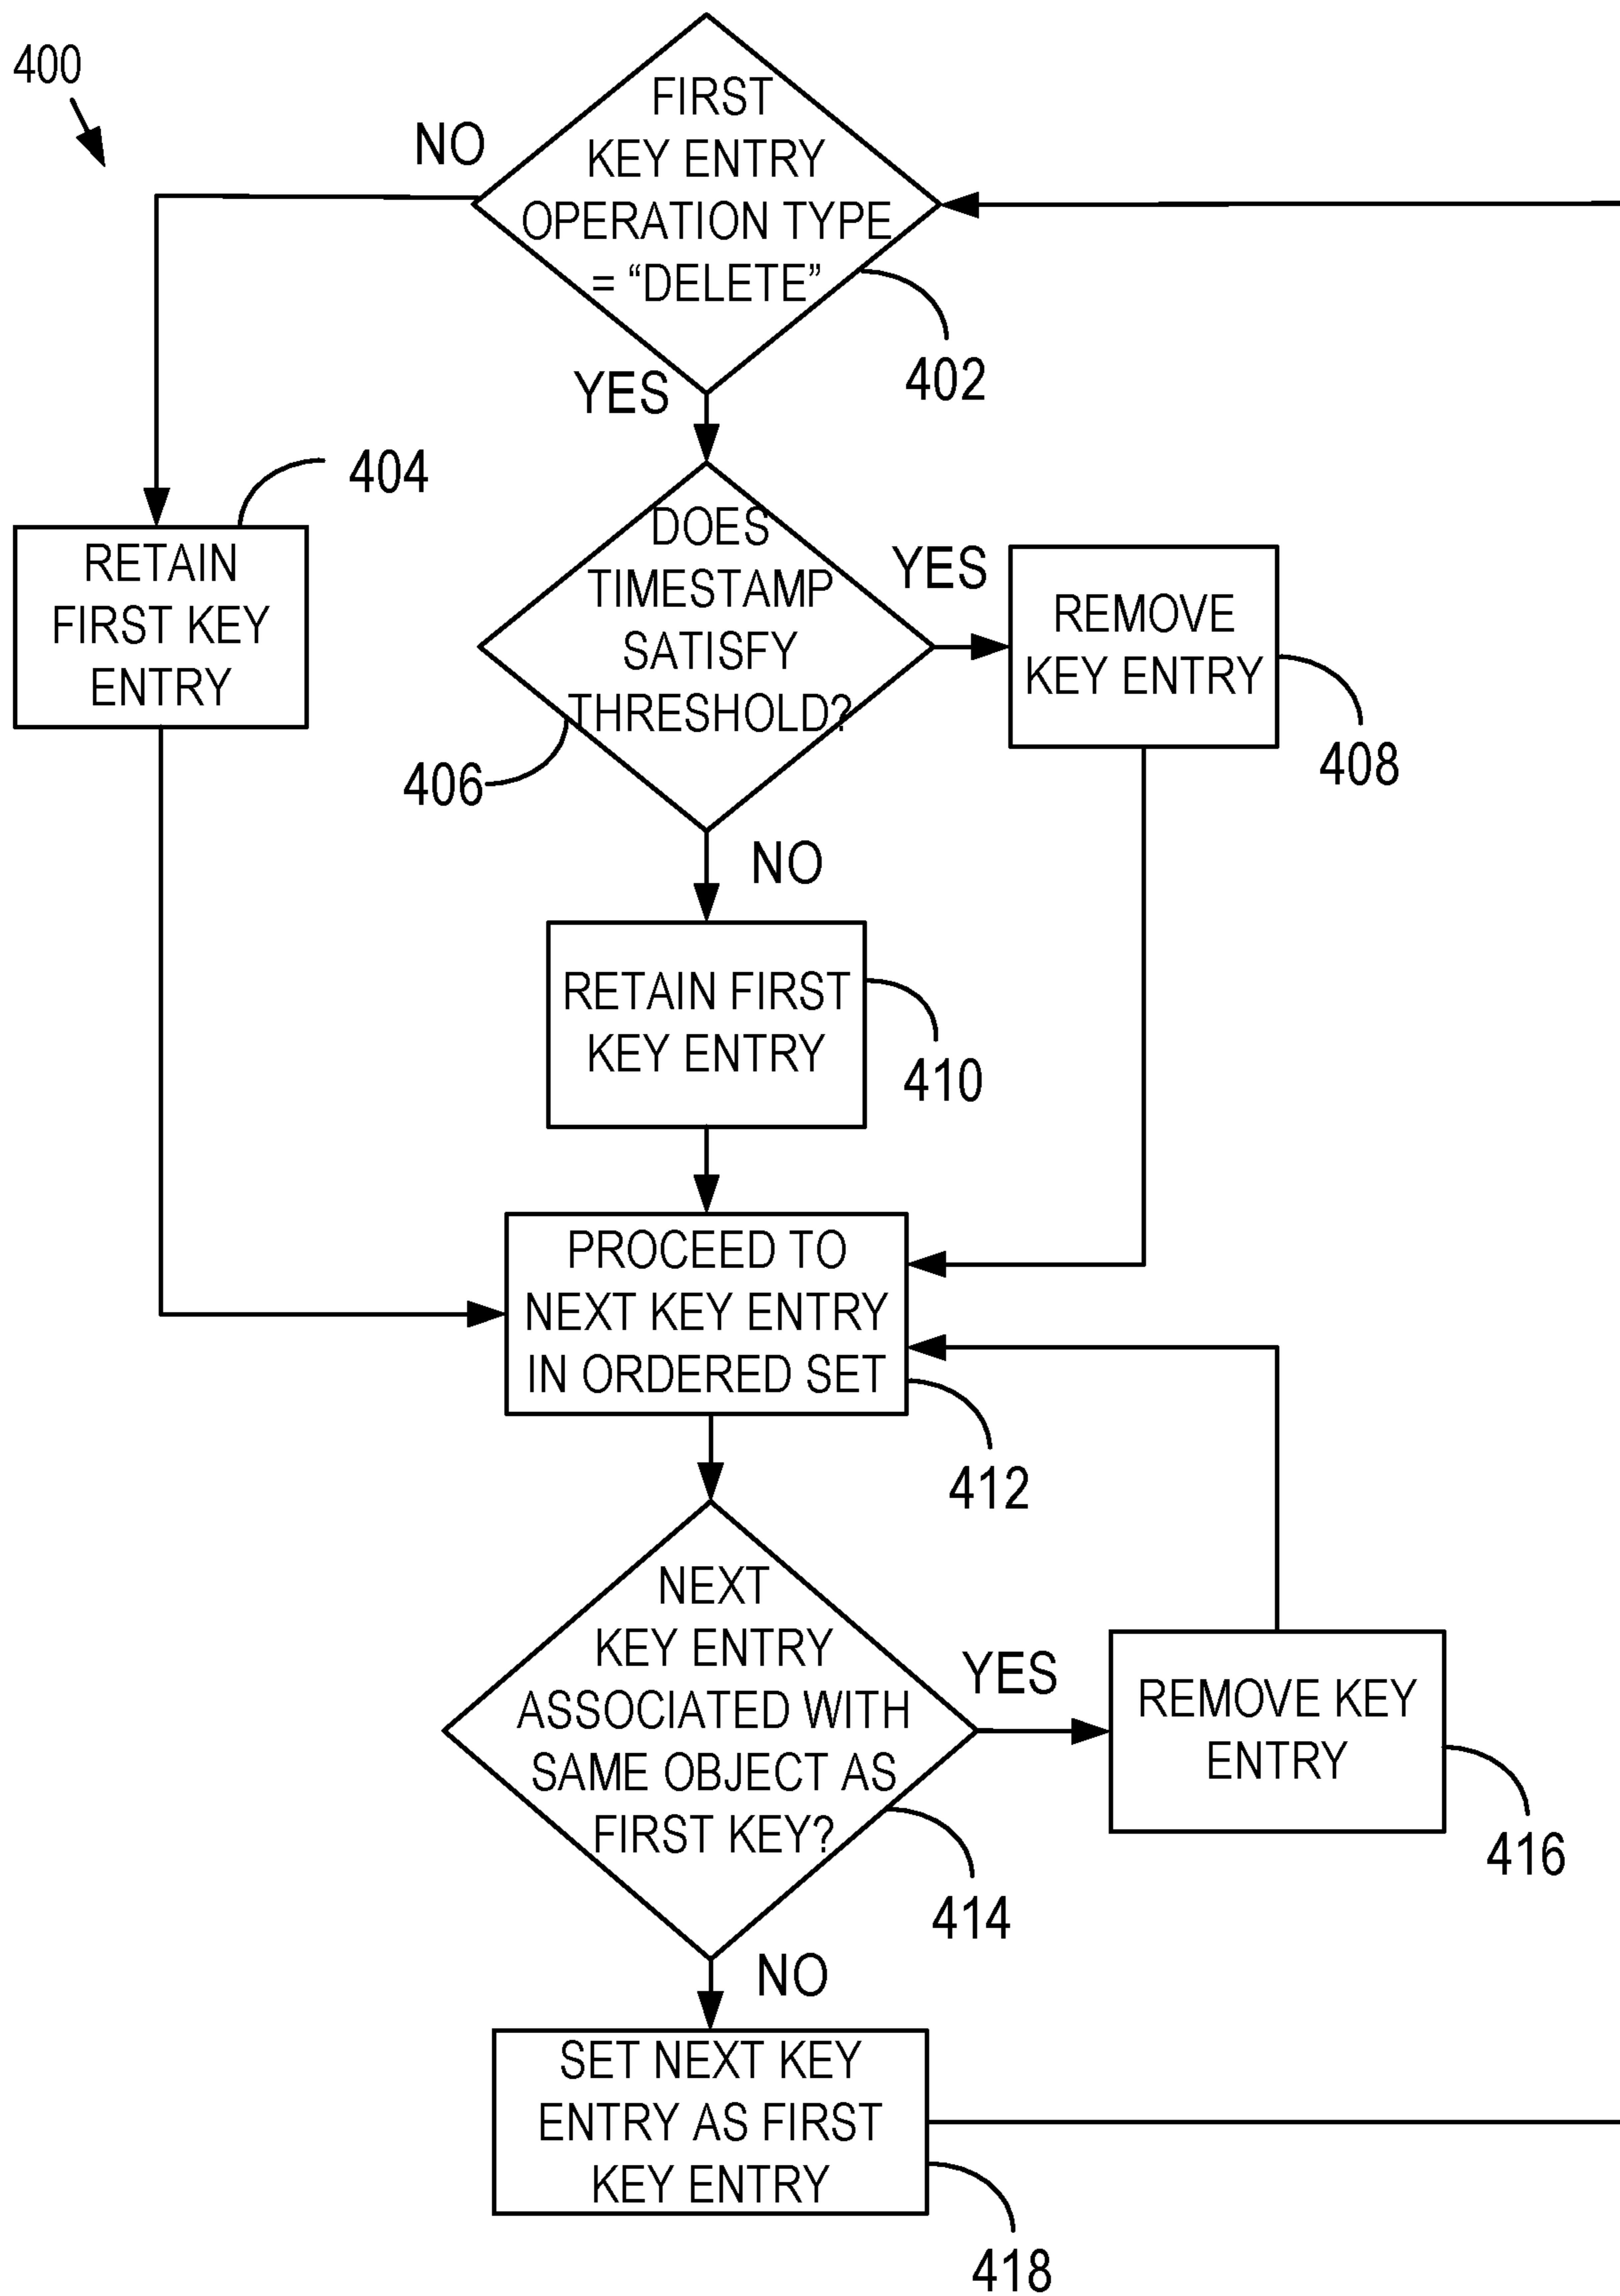 400
FIRST
KEY ENTRY
OPERATION TYPE
= “DELETE”
NO
402
YES
404
RETAIN
FIRST KEY
ENTRY
DOES
TIMESTAMP
SATISFY
THRESHOLD?
YES
REMOVE
KEY ENTRY
406
408
NO
RETAIN FIRST
KEY ENTRY
410
PROCEED TO
NEXT KEY ENTRY
IN ORDERED SET
412
NEXT
KEY ENTRY
ASSOCIATED WITH
SAME OBJECT AS
FIRST KEY?
YES
REMOVE KEY
ENTRY
414
416
NO
SET NEXT KEY
ENTRY AS FIRST
KEY ENTRY
418